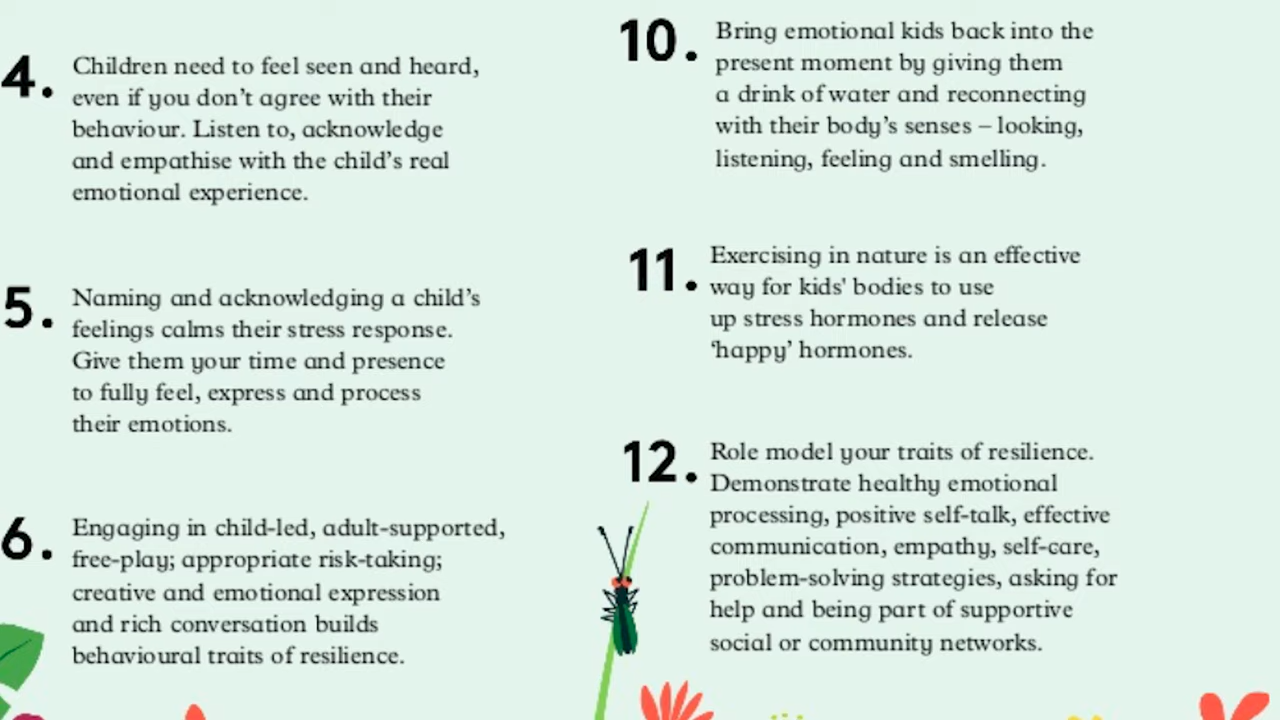 4. Children need to feel seen and heard,
even if you don't agree with their
behaviour. Listen to, acknowledge
and empathise with the child's real
emotional experience.
5. Naming and acknowledging a child's
feelings calms their stress response.
Give them your time and presence
to fully feel, express and process
their emotions.
6. Engaging in child-led, adult-supported,
free-play; appropriate risk-taking;
creative and emotional expression
and rich conversation builds
behavioural traits of resilience.
10. Bring emotional kids back into the
present moment by giving them
a drink of water and reconnecting
with their body's senses – looking,
listening, feeling and smelling.
11. Exercising in nature is an effective
way for kids' bodies to use
up stress hormones and release
‘happy’ hormones.
12. Role model your traits of resilience.
Demonstrate healthy emotional
processing, positive self-talk, effective
communication, empathy, self-care,
problem-solving strategies, asking for
help and being part of supportive
social or community networks.